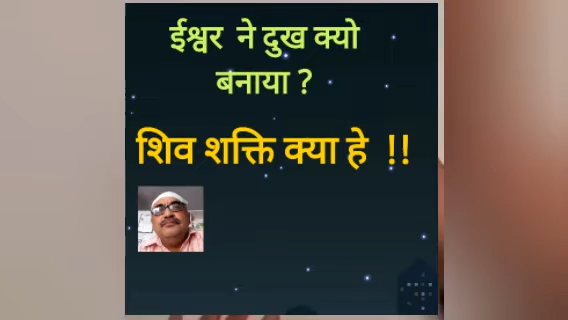 ईश्वर ने दुख क्यो
बनाया ?
शिव शक्ति क्या हे !!